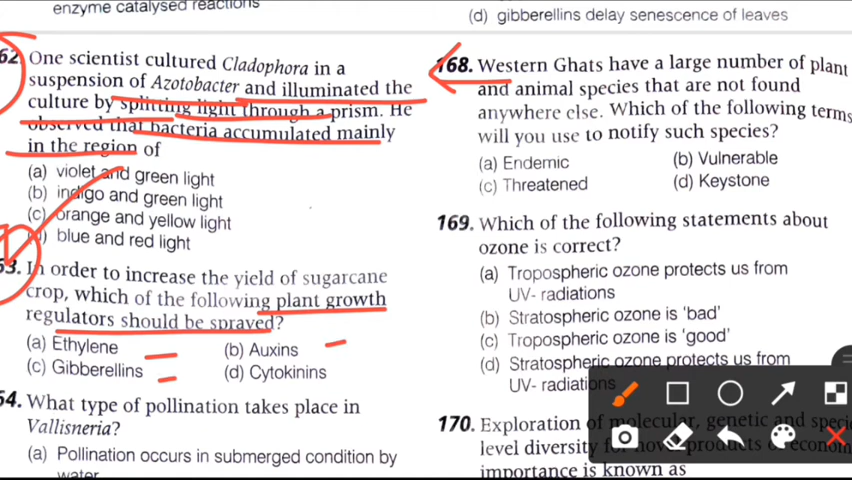 enzyme catalysed reactions
62. One scientist cultured Cladophora in a
suspension of Azotobacter and illuminated the
culture by splitting light through a prism. He
observed that bacteria accumulated mainly
in the region of
(a) violet and green light
(b) indigo and green light
(c) orange and yellow light
(d) blue and red light
63. In order to increase the yield of sugarcane
crop, which of the following plant growth
regulators should be sprayed?
(a) Ethylene (b) Auxins
(c) Gibberellins (d) Cytokinins
64. What type of pollination takes place in
Vallisneria?
(a) Pollination occurs in submerged condition by
water
(d) gibberellins delay senescence of leaves
168. Western Ghats have a large number of plant
and animal species that are not found
anywhere else. Which of the following terms
will you use to notify such species?
(a) Endemic (b) Vulnerable
(c) Threatened (d) Keystone
169. Which of the following statements about
ozone is correct?
(a) Tropospheric ozone protects us from
UV- radiations
(b) Stratospheric ozone is 'bad'
(c) Tropospheric ozone is 'good'
(d) Stratospheric ozone protects us from
UV- radiations
170. Exploration of molecular, genetic and speci
level diversity for novel products of econom
importance is known as